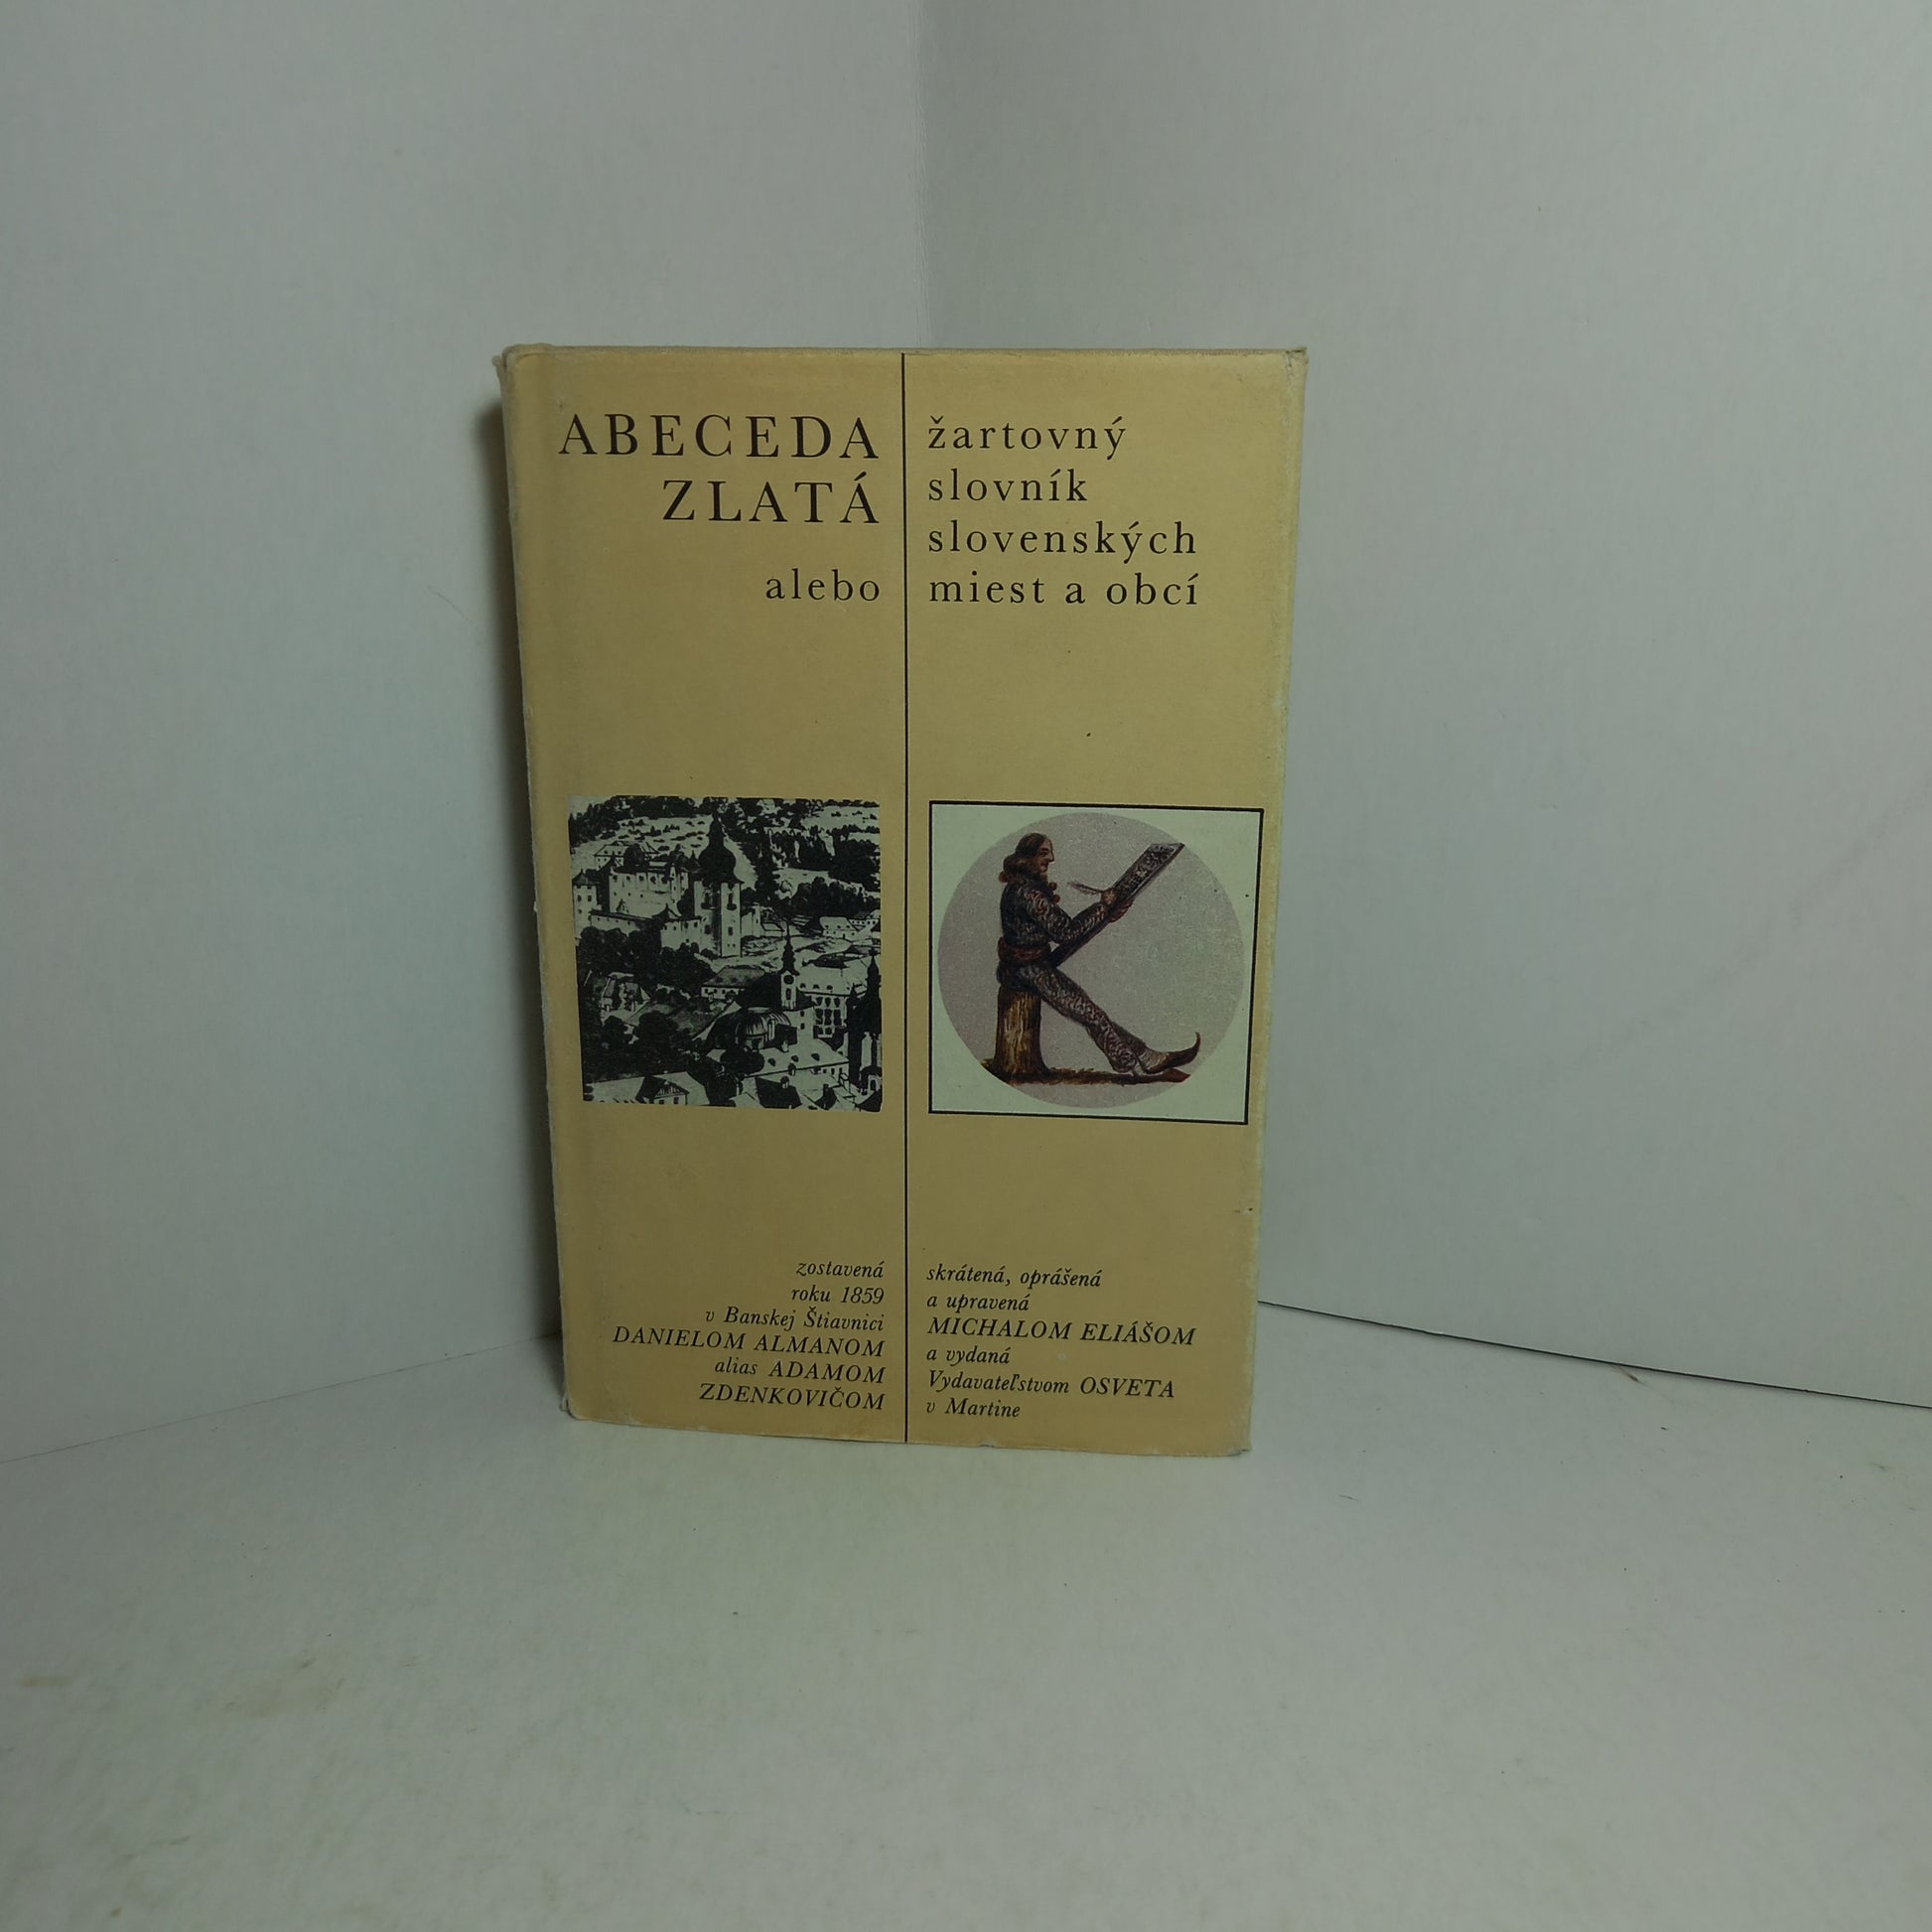 ABECEDA
ZLATÁ
alebo
žartovný
slovník
slovenských
miest a obcí
zostavená
roku 1859
v Banskej Štiavnici
DANIELOM ALMANOM
alias ADAMOM
ZDENKOVIČOM
skrátená, oprášená
a upravená
MICHALOM ELIÁŠOM
a vydaná
Vydavateľstvom OSVETA
v Martine